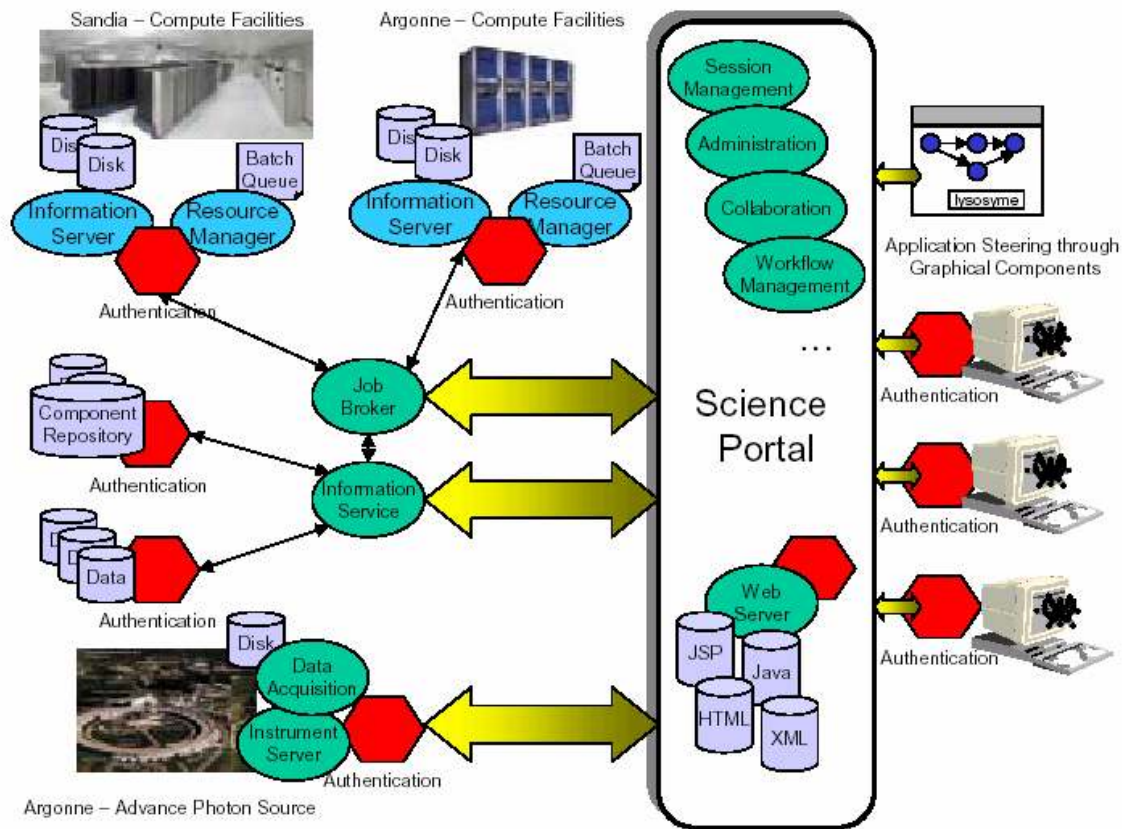 Sandia – Compute Facilities
Argonne – Compute Facilities
Disk
Batch
Queue
Information
Server
Resource
Manager
Authentication
Disk
Batch
Queue
Information
Server
Resource
Manager
Authentication
Component
Repository
Authentication
Data
Authentication
Job
Broker
Information
Service
Disk
Data
Acquisition
Instrument
Server
Authentication
Argonne – Advance Photon Source
Session
Management
Administration
Collaboration
Workflow
Management
...
Science
Portal
Web
Server
JSP
Java
HTML
XML
lysosyme
Application Steering through
Graphical Components
Authentication
Authentication
Authentication